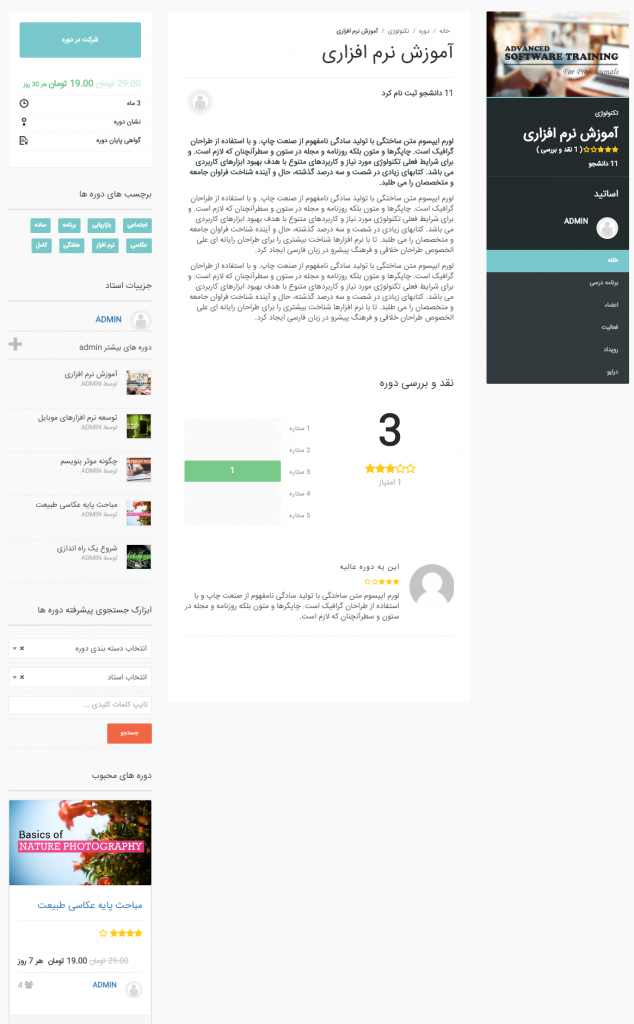 ADVANCED
SOFTWARE TRAINING
For Professionals
تکنولوژی
آموزش نرم افزاری
( 1 نقد و بررسی )
11 دانشجو
اساتید
ADMIN
خانه
برنامه درسی
اعضاء
فعالیت
رویداد
درایو
خانه / دوره / تکنولوژی / آموزش نرم افزاری
آموزش نرم افزاری
11 دانشجو ثبت نام کرد
لورم ایپسوم متن ساختگی با تولید سادگی نامفهوم از صنعت چاپ، و با استفاده از طراحان
گرافیک است، چاپگرها و متون بلکه روزنامه و مجله در ستون و سطرآنچنان که لازم است، و
برای شرایط فعلی تکنولوژی مورد نیاز و کاربردهای متنوع با هدف بهبود ابزارهای کاربردی
می باشد، کتابهای زیادی در شصت و سه درصد گذشته، حال و آینده شناخت فراوان جامعه
و متخصصان را می طلبد.
لورم ایپسوم متن ساختگی با تولید سادگی نامفهوم از صنعت چاپ، و با استفاده از طراحان
گرافیک است، چاپگرها و متون بلکه روزنامه و مجله در ستون و سطرآنچنان که لازم است، و
برای شرایط فعلی تکنولوژی مورد نیاز و کاربردهای متنوع با هدف بهبود ابزارهای کاربردی
می باشد، کتابهای زیادی در شصت و سه درصد گذشته، حال و آینده شناخت فراوان جامعه
و متخصصان را می طلبد، تا با نرم افزارها شناخت بیشتری را برای طراحان رایانه ای علی
الخصوص طراحان خلاقی و فرهنگ پیشرو در زبان فارسی ایجاد کرد.
لورم ایپسوم متن ساختگی با تولید سادگی نامفهوم از صنعت چاپ، و با استفاده از طراحان
گرافیک است، چاپگرها و متون بلکه روزنامه و مجله در ستون و سطرآنچنان که لازم است، و
برای شرایط فعلی تکنولوژی مورد نیاز و کاربردهای متنوع با هدف بهبود ابزارهای کاربردی
می باشد، کتابهای زیادی در شصت و سه درصد گذشته، حال و آینده شناخت فراوان جامعه
و متخصصان را می طلبد، تا با نرم افزارها شناخت بیشتری را برای طراحان رایانه ای علی
الخصوص طراحان خلاقی و فرهنگ پیشرو در زبان فارسی ایجاد کرد.
نقد و بررسی دوره
3
1 امتیاز
1 ستاره
2 ستاره
3 ستاره
1
4 ستاره
5 ستاره
این یه دوره عالیه
لورم ایپسوم متن ساختگی با تولید سادگی نامفهوم از صنعت چاپ، و با
استفاده از طراحان گرافیک است، چاپگرها و متون بلکه روزنامه و مجله در
ستون و سطرآنچنان که لازم است.
شرکت در دوره
29.00 تومان 19.00 تومان هر 30 روز
3 ماه
نشان دوره
گواهی پایان دوره
برچسب های دوره ها
اجتماعی
بازاریابی
برنامه
ساده
عکاسی
نرم افزار
هفتگی
کامل
جزییات استاد
ADMIN
دوره های بیشتر admin
آموزش نرم افزاری
توسط ADMIN
توسعه نرم افزارهای موبایل
توسط ADMIN
چگونه موثر بنویسم
توسط ADMIN
مباحث پایه عکاسی طبیعت
توسط ADMIN
شروع یک راه اندازی
توسط ADMIN
ابزارک جستجوی پیشرفته دوره ها
انتخاب دسته بندی دوره ×
انتخاب استاد ×
تایپ کلمات کلیدی ...
جستجو
دوره های محبوب
Basics of
NATURE PHOTOGRAPHY
مباحث پایه عکاسی طبیعت
29.00 تومان 19.00 تومان هر 7 روز
ADMIN
4